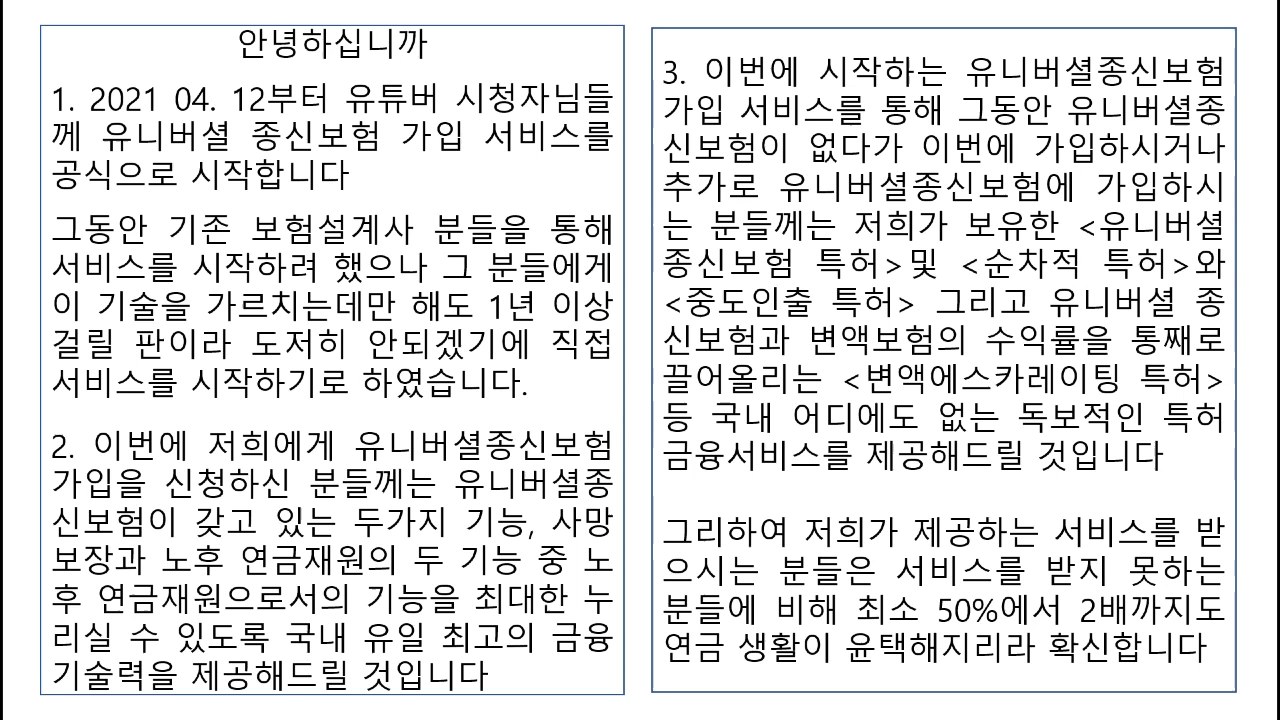 안녕하십니까
1. 2021 04. 12부터 유튜버 시청자님들
께 유니버셜 종신보험 가입 서비스를
공식으로 시작합니다
그동안 기존 보험설계사 분들을 통해
서비스를 시작하려 했으나 그 분들에게
이 기술을 가르치는데만 해도 1년 이상
걸릴 판이라 도저히 안되겠기에 직접
서비스를 시작하기로 하였습니다.
2. 이번에 저희에게 유니버셜종신보험
가입을 신청하신 분들께는 유니버셜종
신보험이 갖고 있는 두가지 기능, 사망
보장과 노후 연금재원의 두 기능 중 노
후 연금재원으로서의 기능을 최대한 누
리실 수 있도록 국내 유일 최고의 금융
기술력을 제공해드릴 것입니다
3. 이번에 시작하는 유니버셜종신보험
가입 서비스를 통해 그동안 유니버셜종
신보험이 없다가 이번에 가입하시거나
추가로 유니버셜종신보험에 가입하시
는 분들께는 저희가 보유한 <유니버셜
종신보험 특허>및 <순차적 특허>와
<중도인출 특허> 그리고 유니버셜 종
신보험과 변액보험의 수익률을 통째로
끌어올리는 <변액에스카레이팅 특허>
등 국내 어디에도 없는 독보적인 특허
금융서비스를 제공해드릴 것입니다
그리하여 저희가 제공하는 서비스를 받
으시는 분들은 서비스를 받지 못하는
분들에 비해 최소 50%에서 2배까지도
연금 생활이 윤택해지리라 확신합니다